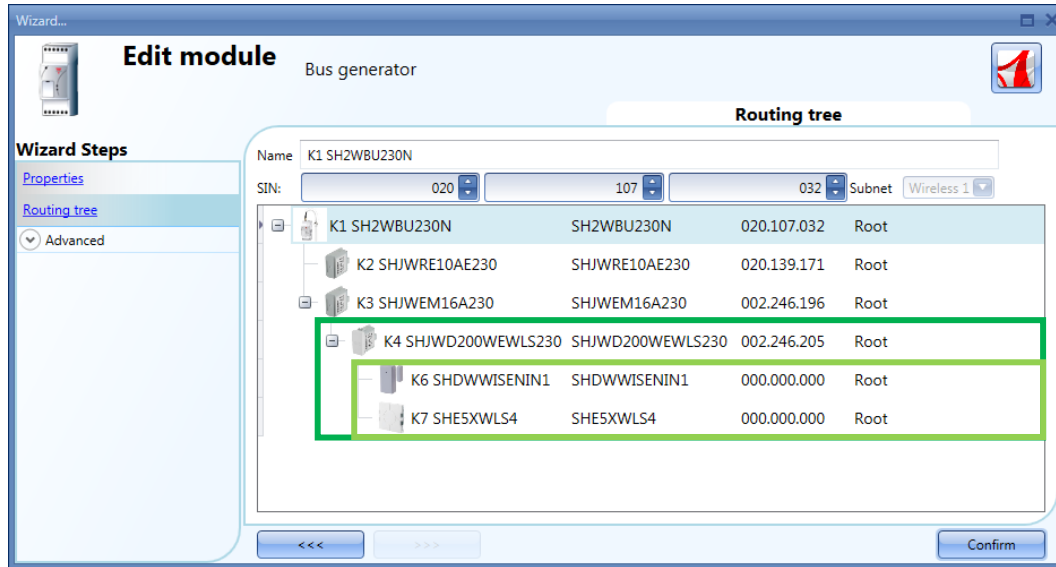 Wizard...
Edit module
Bus generator
Routing tree
Wizard Steps
Properties
Routing tree
Advanced
Name K1 SH2WBU230N
SIN: 020 107 032 Subnet Wireless 1
K1 SH2WBU230N SH2WBU230N 020.107.032 Root
K2 SHJWRE10AE230 SHJWRE10AE230 020.139.171 Root
K3 SHJWEM16A230 SHJWEM16A230 002.246.196 Root
K4 SHJWD200WEWLS230 SHJWD200WEWLS230 002.246.205 Root
K6 SHDWWISENIN1 SHDWWISENIN1 000.000.000 Root
K7 SHE5XWLS4 SHE5XWLS4 000.000.000 Root
<<< >>> Confirm